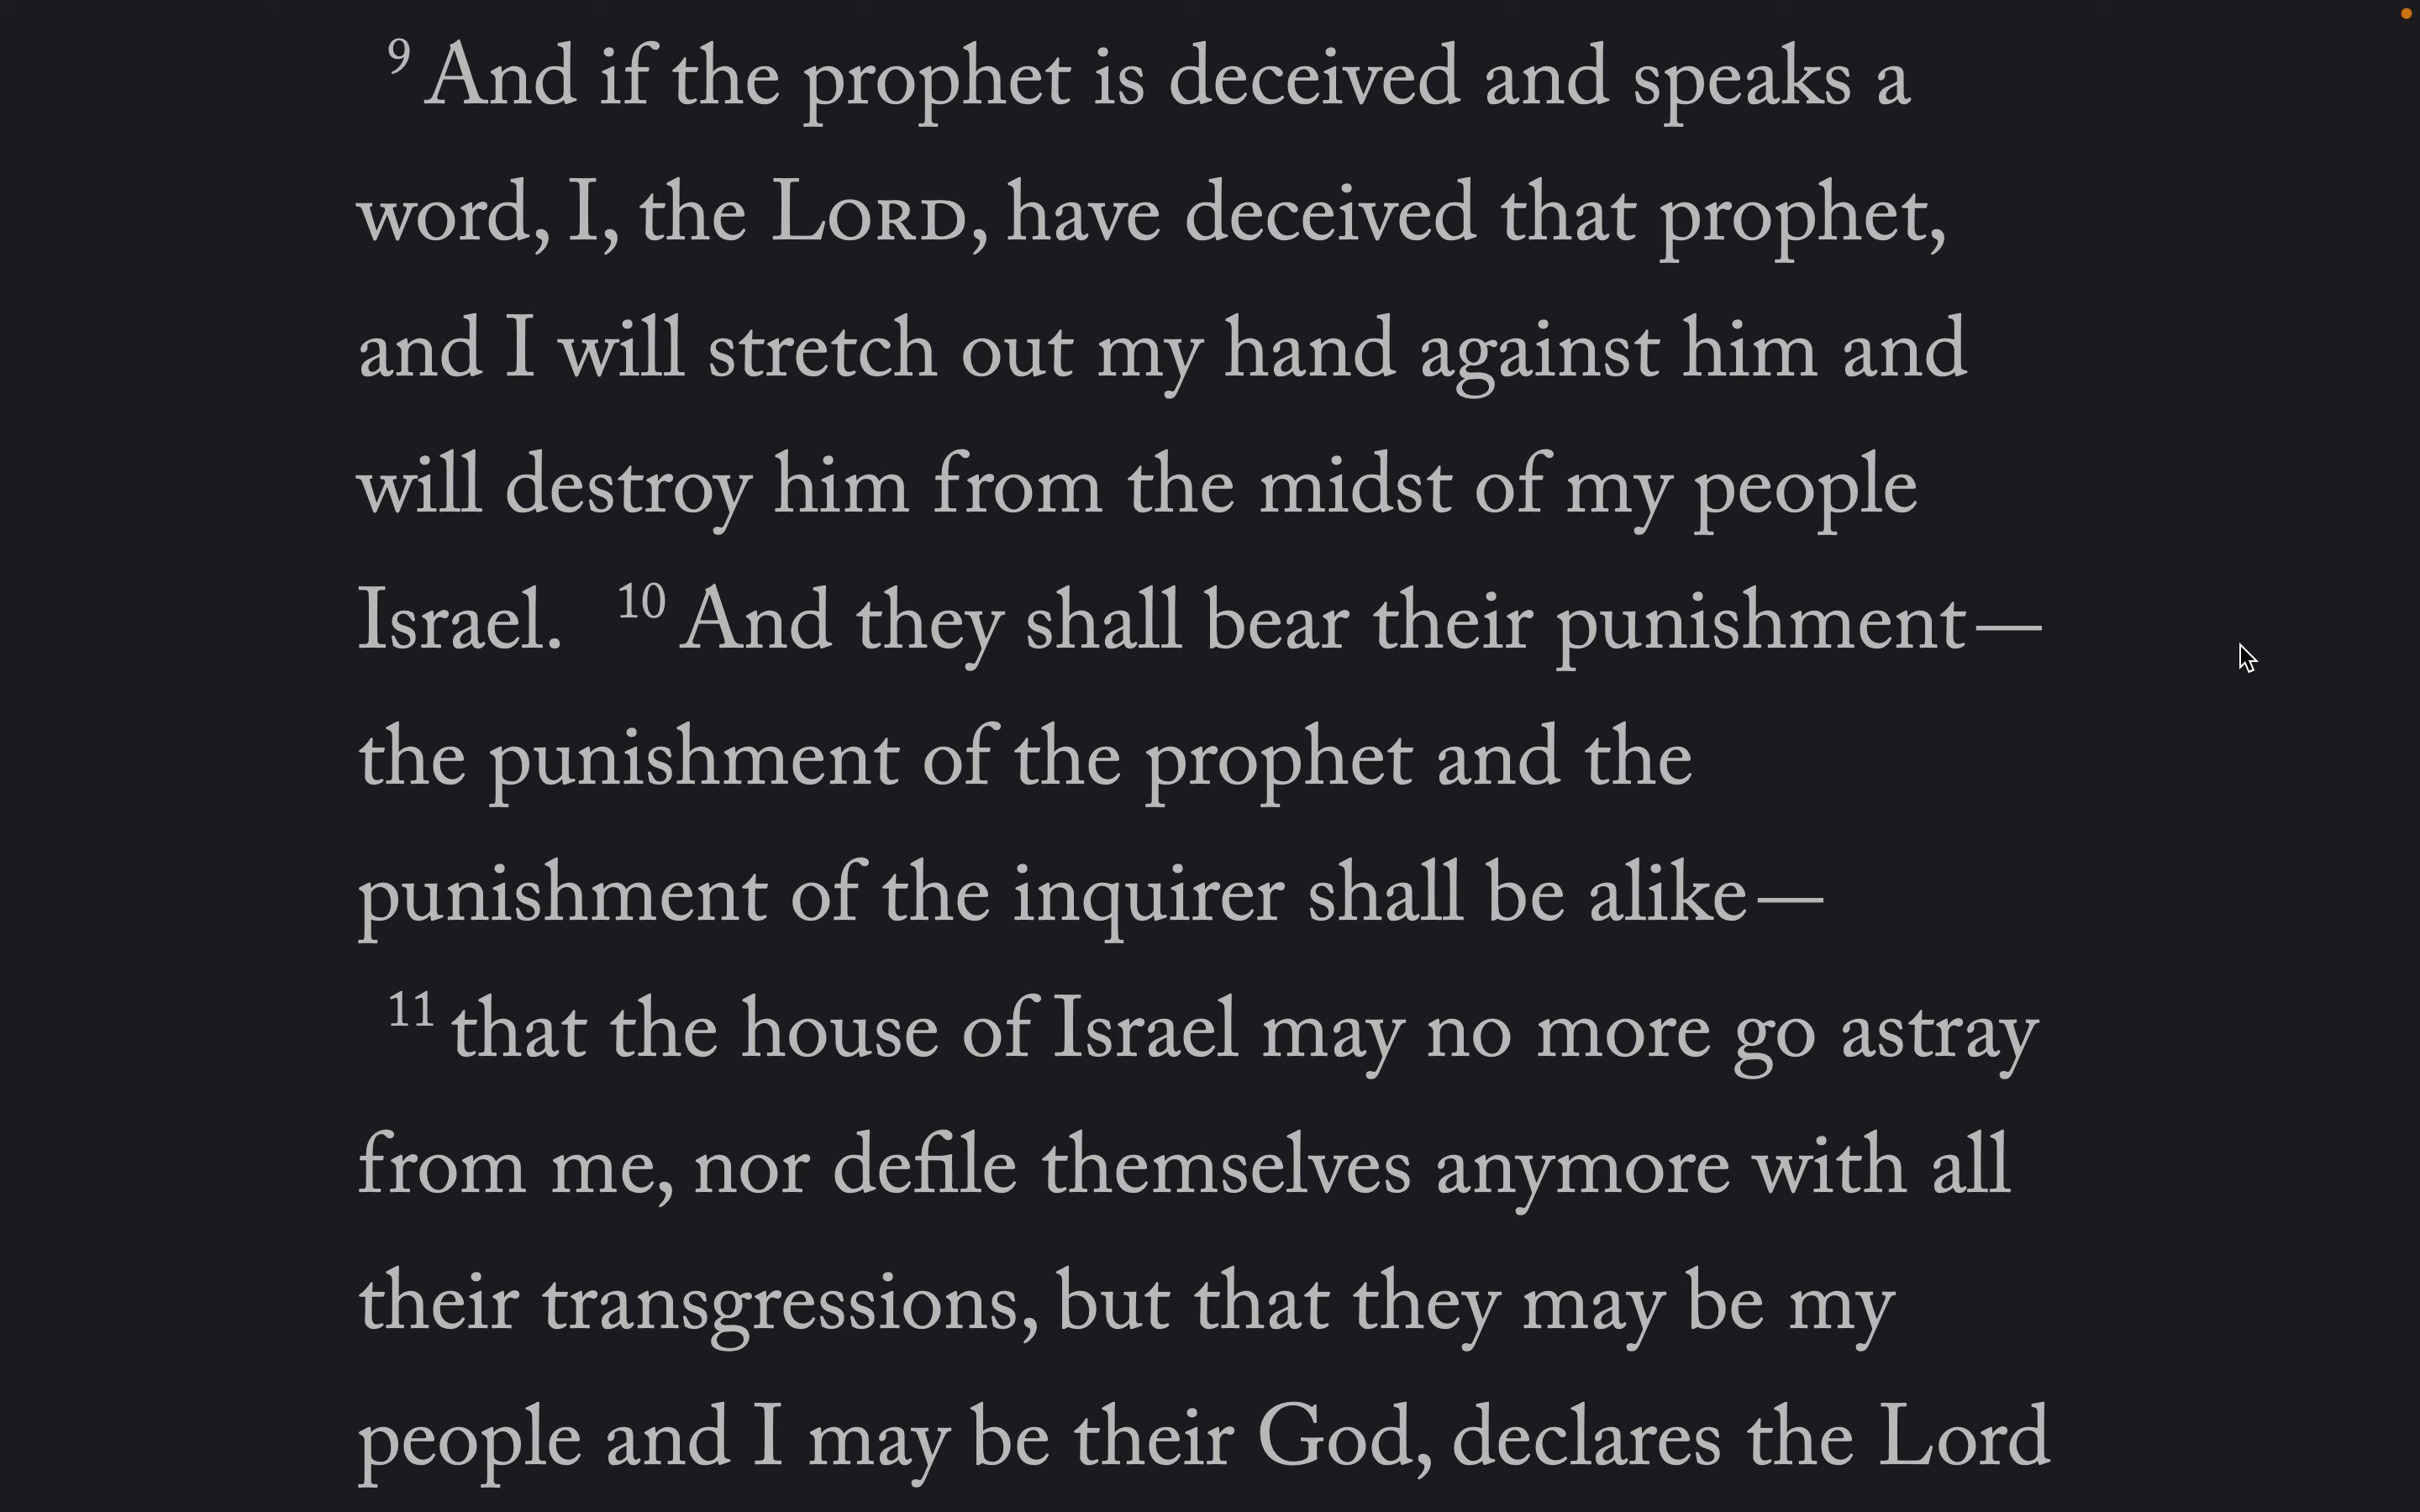 9 And if the prophet is deceived and speaks a
word, I, the LORD, have deceived that prophet,
and I will stretch out my hand against him and
will destroy him from the midst of my people
Israel. 10 And they shall bear their punishment—
the punishment of the prophet and the
punishment of the inquirer shall be alike—
11 that the house of Israel may no more go astray
from me, nor defile themselves anymore with all
their transgressions, but that they may be my
people and I may be their God, declares the Lord